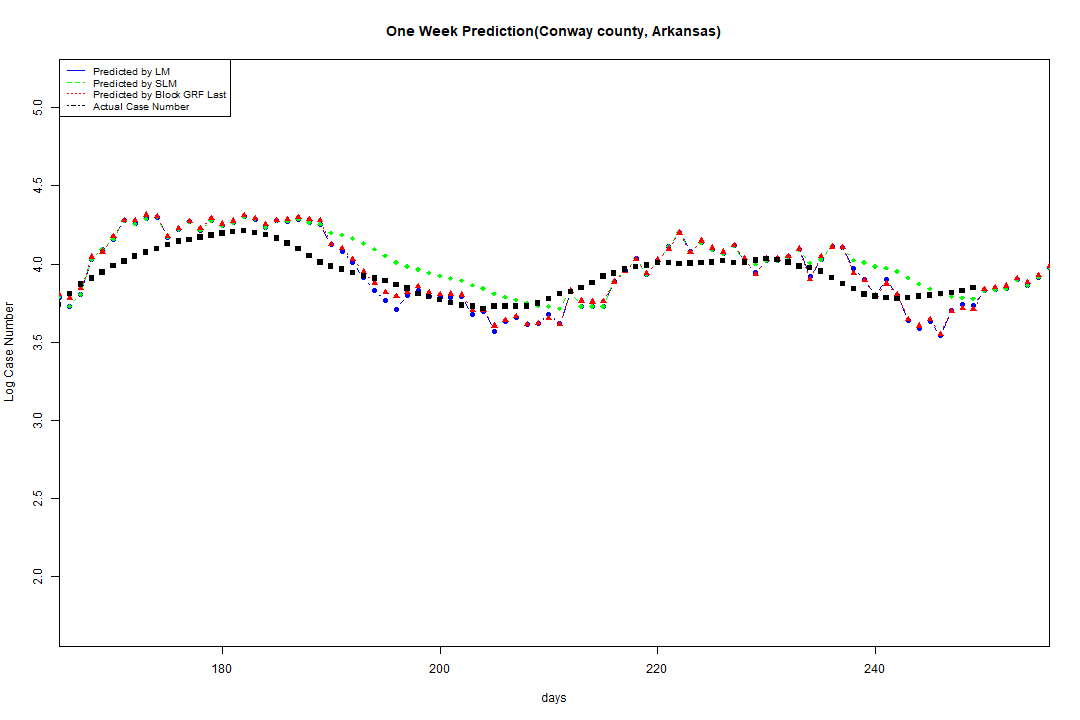 One Week Prediction(Conway county, Arkansas)
Predicted by LM
Predicted by SLM
Predicted by Block GRF Last
Actual Case Number
5.0
4.5
4.0
3.5
3.0
2.5
2.0
Log Case Number
180
200
220
240
days